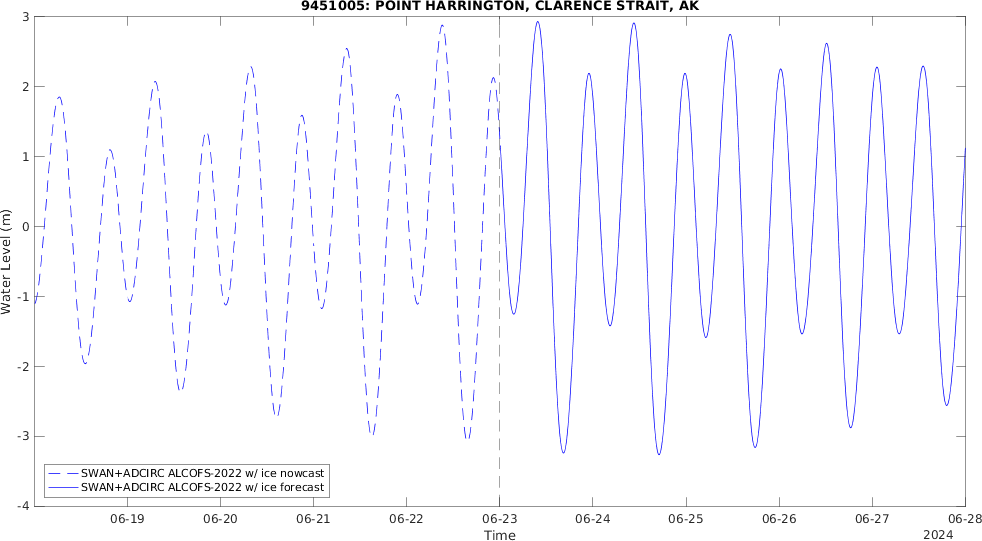 9451005: POINT HARRINGTON, CLARENCE STRAIT, AK
3
2
1
0
-1
-2
-3
-4
Water Level (m)
SWAN+ADCIRC ALCOFS-2022 w/ ice nowcast
SWAN+ADCIRC ALCOFS-2022 w/ ice forecast
06-19 06-20 06-21 06-22 06-23 06-24 06-25 06-26 06-27 06-28
Time
2024